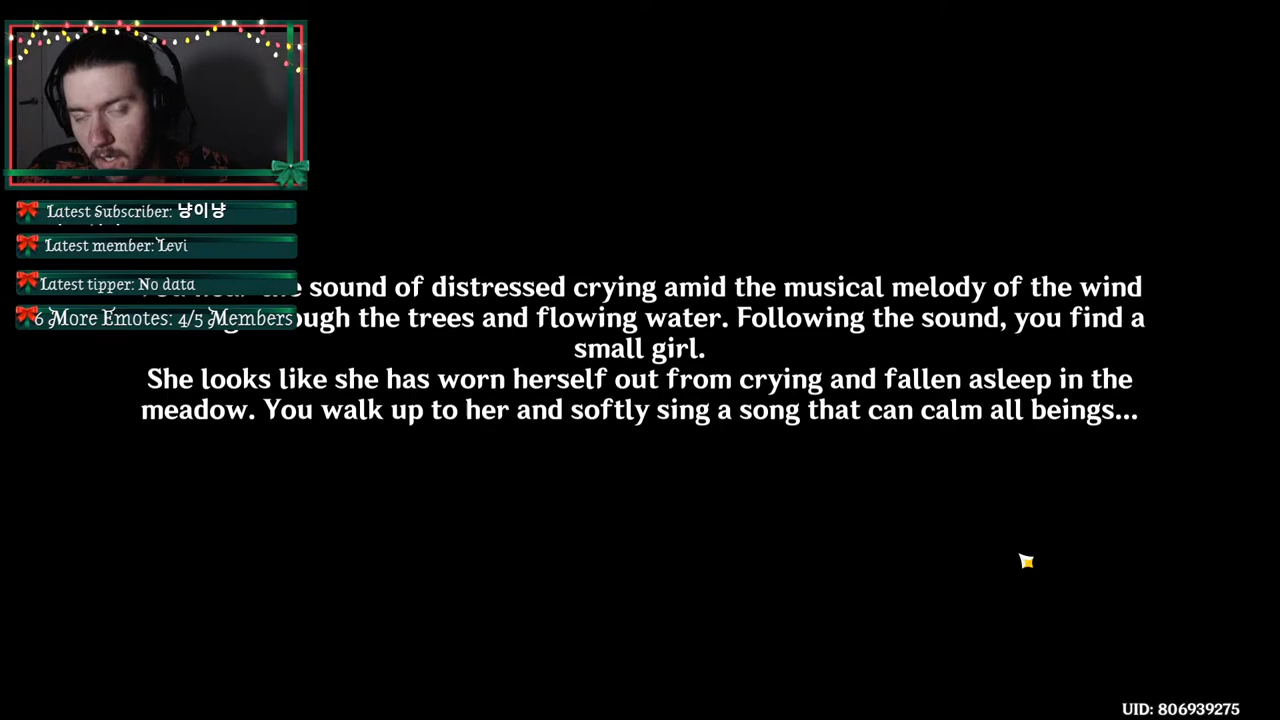 Latest Subscriber: 냥이냥
Latest member: Levi
Latest tipper: No data
6 More Emotes: 4/5 Members
sound of distressed crying amid the musical melody of the wind
the trees and flowing water. Following the sound, you find a
small girl.
She looks like she has worn herself out from crying and fallen asleep in the
meadow. You walk up to her and softly sing a song that can calm all beings...
UID: 806939275